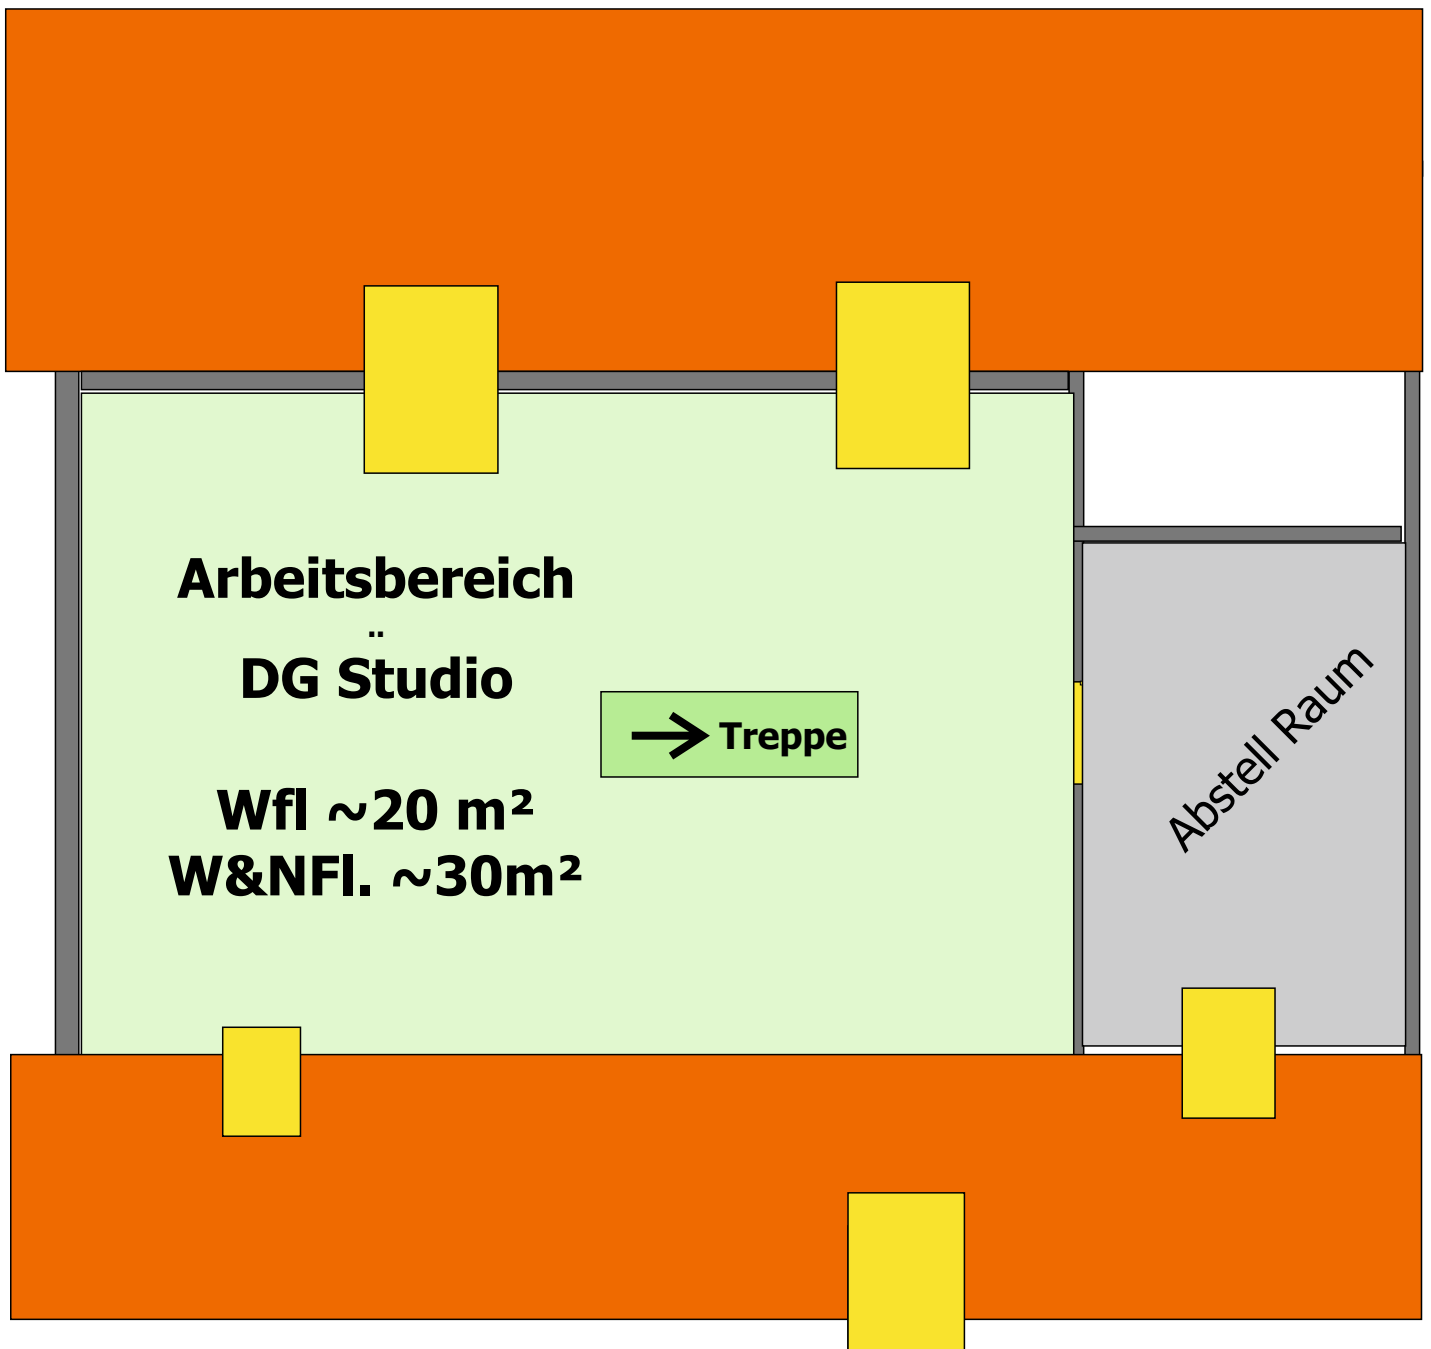 Arbeitsbereich
¨
DG Studio
Treppe
Wfl ~20 m²
W&NFl. ~30m²
Abstell Raum